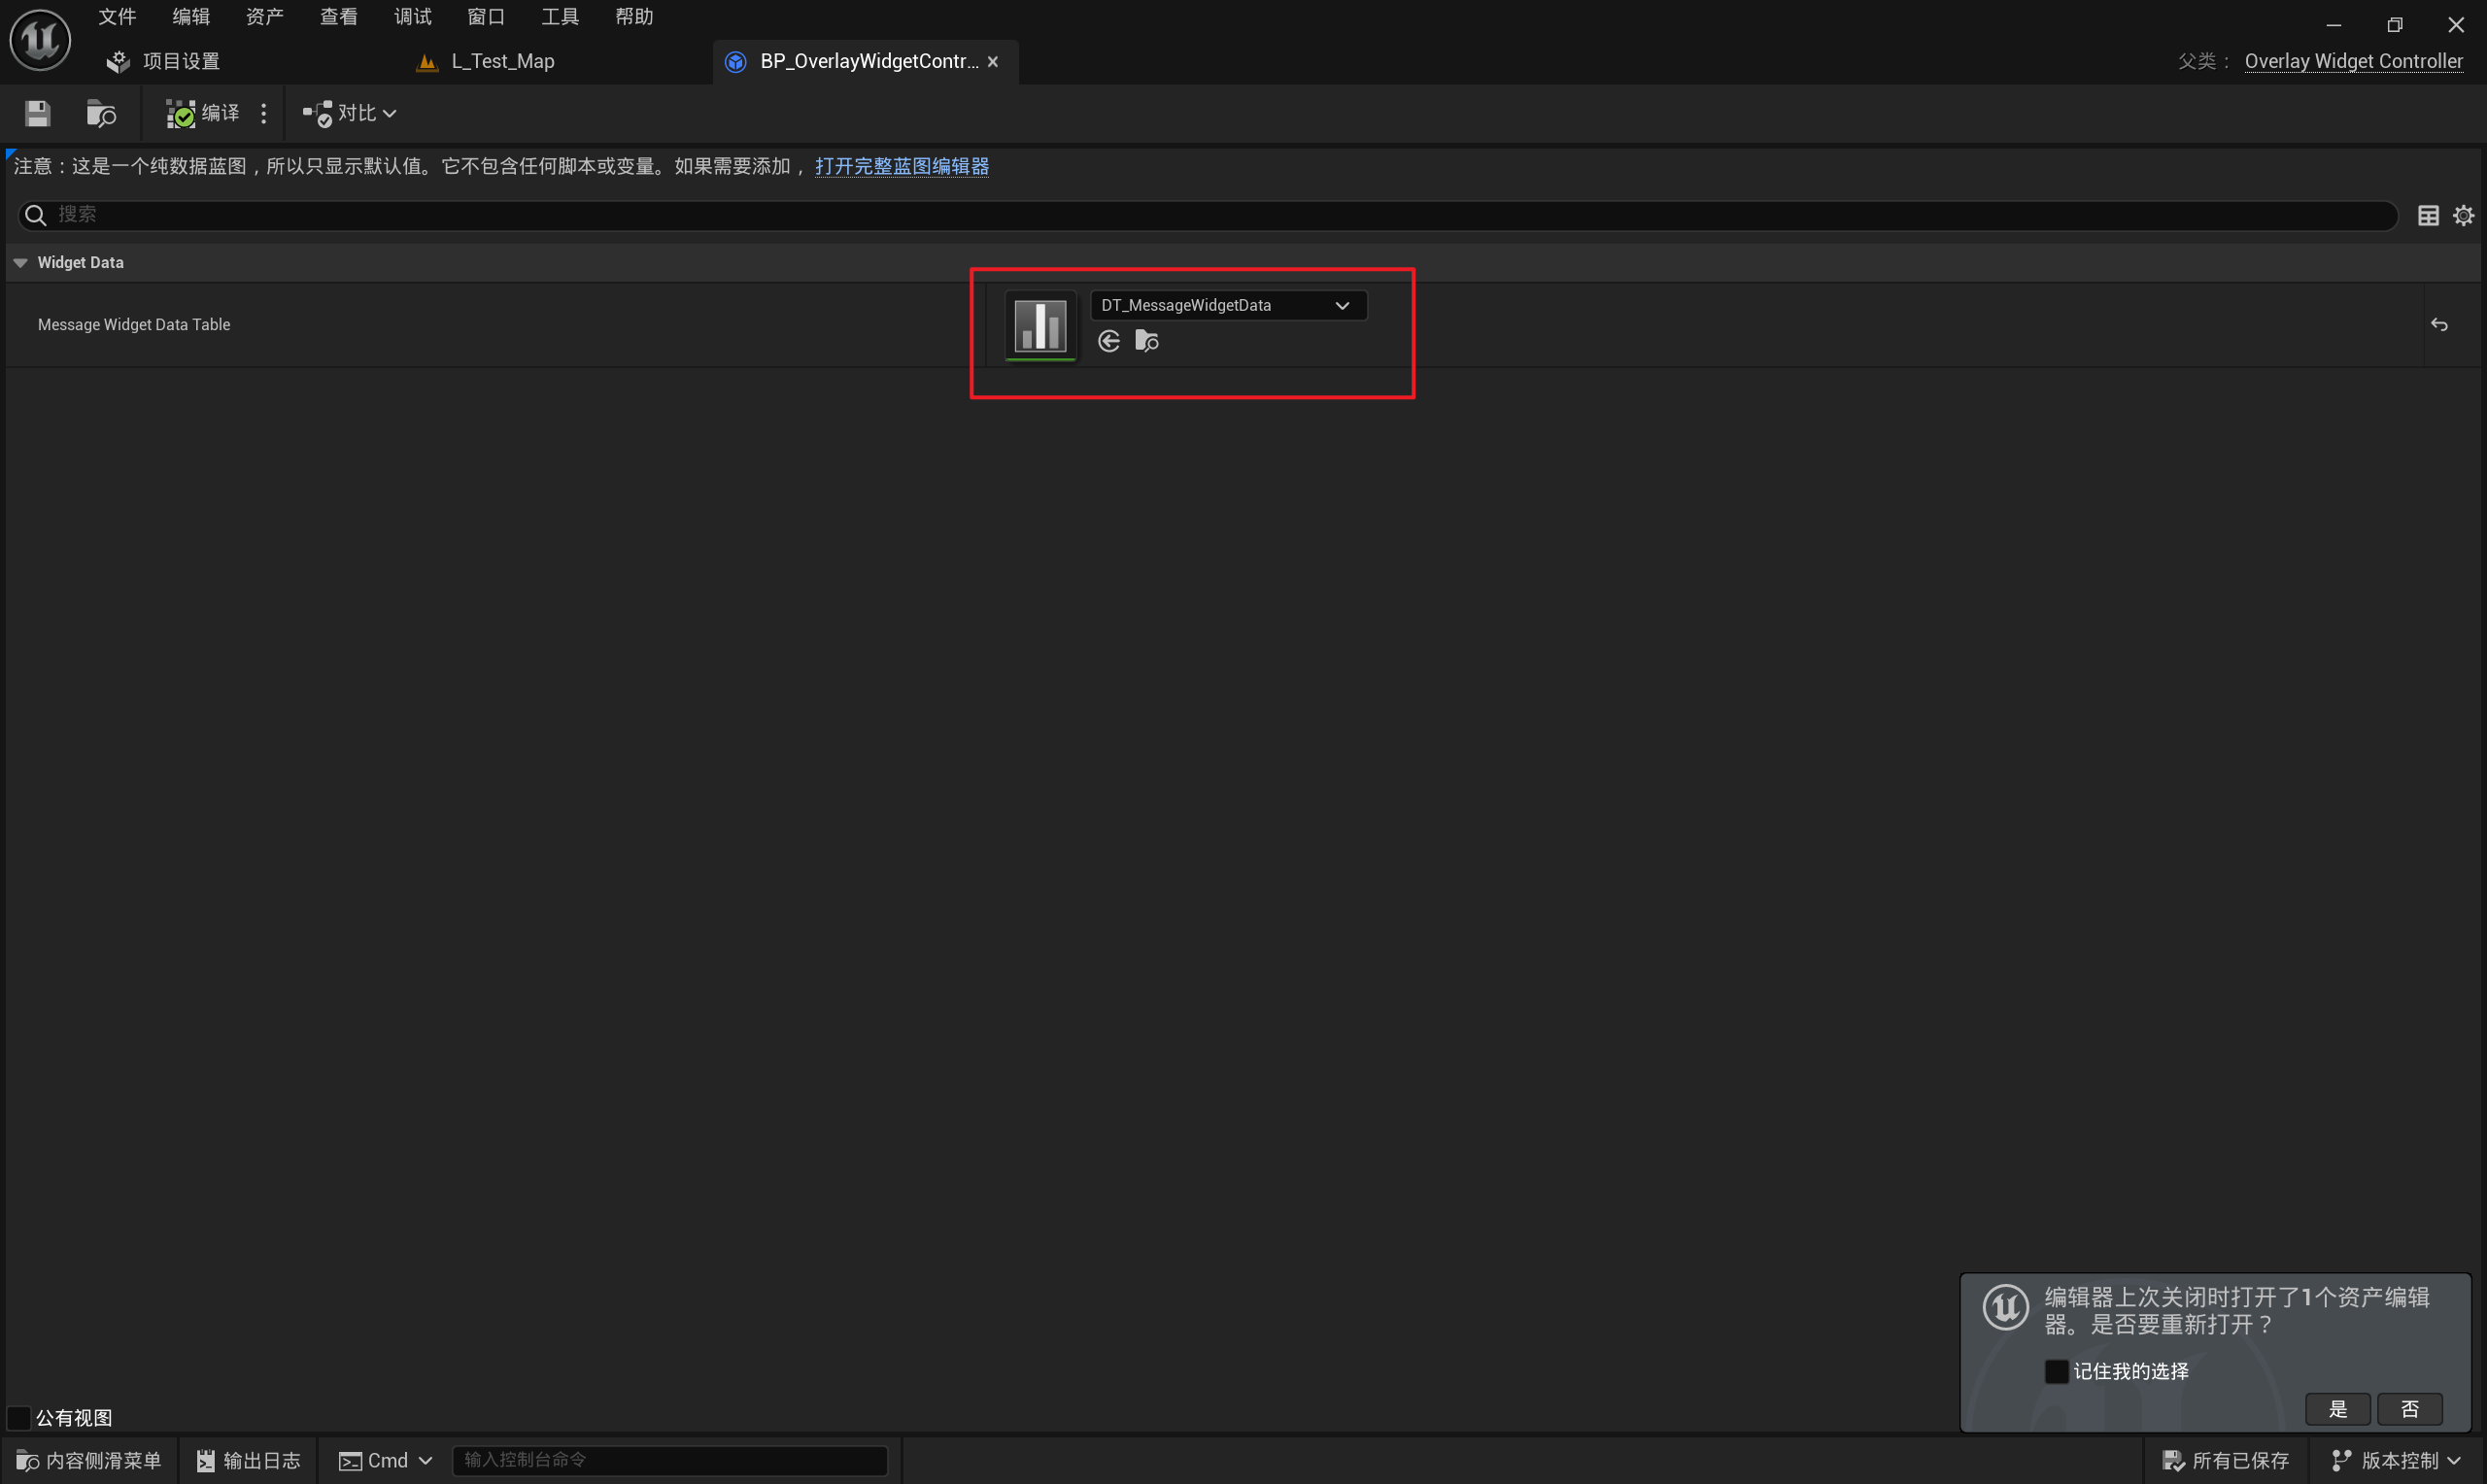 文件 编辑 资产 查看 调试 窗口 工具 帮助
项目设置 L_Test_Map BP_OverlayWidgetContr... 父类： Overlay Widget Controller
编译 对比
注意：这是一个纯数据蓝图，所以只显示默认值。它不包含任何脚本或变量。如果需要添加， 打开完整蓝图编辑器
搜索
Widget Data
Message Widget Data Table DT_MessageWidgetData
编辑器上次关闭时打开了1个资产编辑
器。是否要重新打开？
记住我的选择
是 否
公有视图
内容侧滑菜单 输出日志 Cmd 输入控制台命令 所有已保存 版本控制